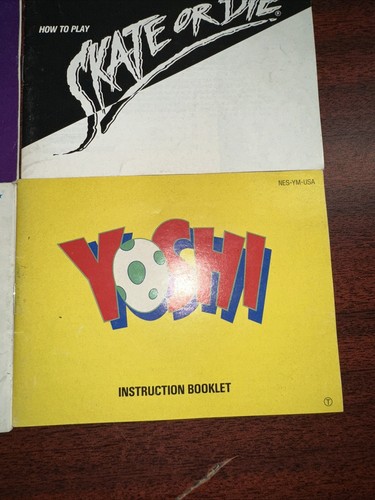 HOW TO PLAY
SKATE OR DIE
®
NES-YM-USA
YOSHI
INSTRUCTION BOOKLET
T